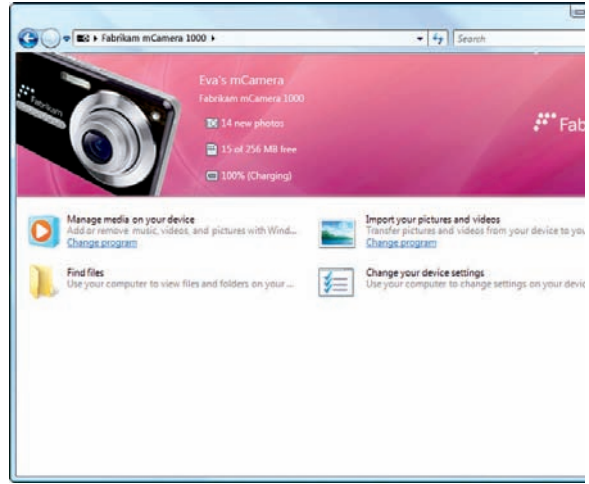 Fabrikam mCamera 1000
Search
Eva's mCamera
Fabrikam mCamera 1000
Fabrikam
14 new photos
Fab
15 of 256 MB free
100% (Charging)
Manage media on your device
Add or remove music, videos, and pictures with Wind...
Change program
Import your pictures and videos
Transfer pictures and videos from your device to you
Change program
Find files
Use your computer to view files and folders on your ...
Change your device settings
Use your computer to change settings on your devic